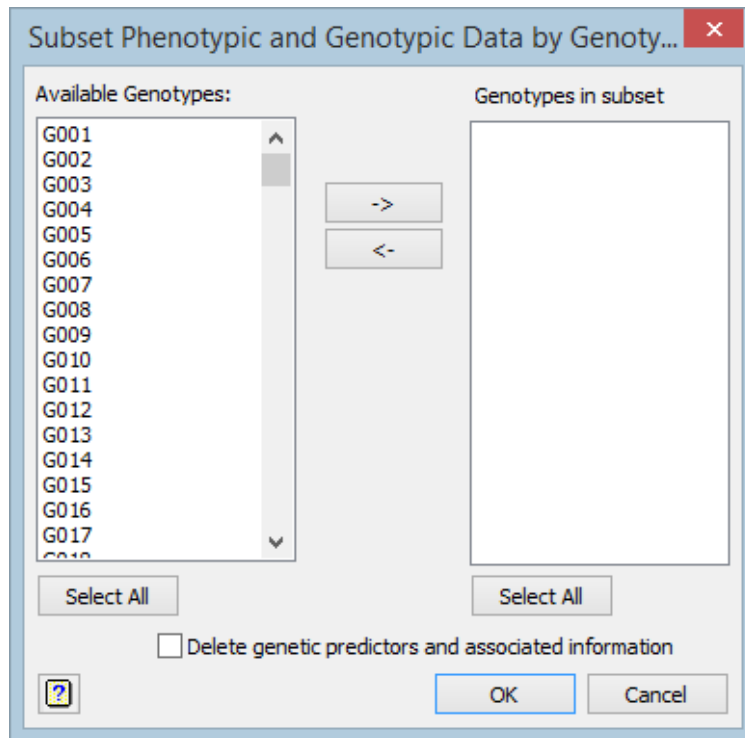 Subset Phenotypic and Genotypic Data by Genoty...
Available Genotypes:
Genotypes in subset
G001
G002
G003
G004
G005
G006
G007
G008
G009
G010
G011
G012
G013
G014
G015
G016
G017
->
<-
Select All
Select All
Delete genetic predictors and associated information
?
OK
Cancel